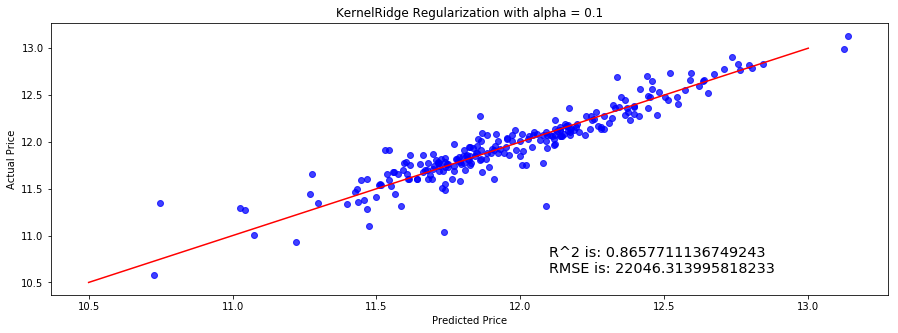 KernelRidge Regularization with alpha = 0.1
13.0
12.5
12.0
11.5
11.0
10.5
Actual Price
R^2 is: 0.8657711136749243
RMSE is: 22046.313995818233
10.5 11.0 11.5 12.0 12.5 13.0
Predicted Price